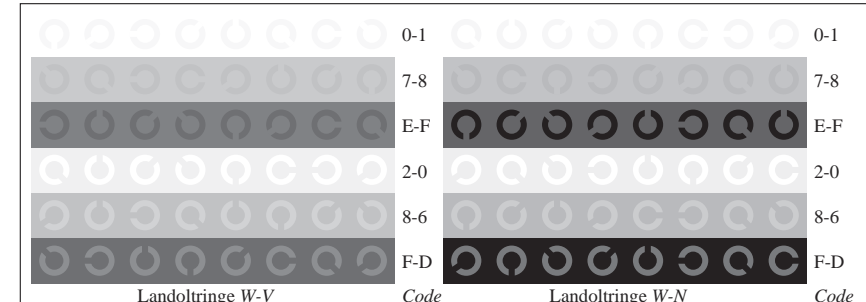 0-1 0-1
7-8 7-8
E-F E-F
2-0 2-0
8-6 8-6
F-D F-D
Landoltringe W-V Code Landoltringe W-N Code